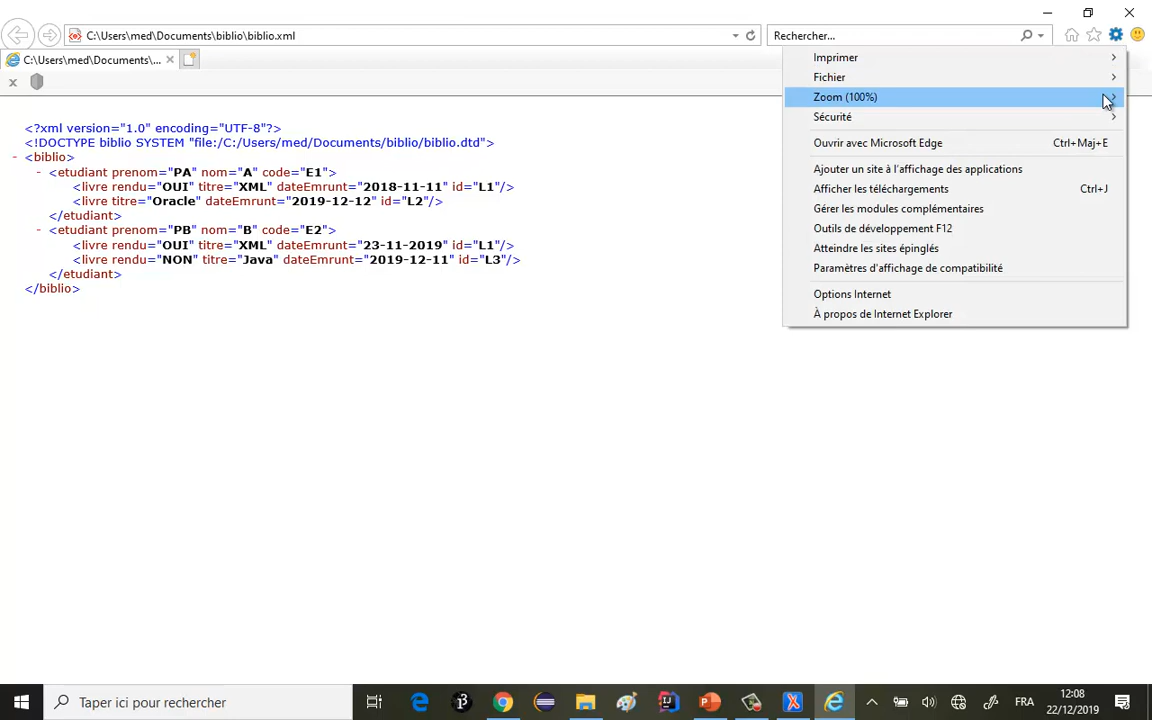 C:\Users\med\Documents\biblio\biblio.xml
Rechercher...
C:\Users\med\Documents\...
x
<?xml version="1.0" encoding="UTF-8"?>
<!DOCTYPE biblio SYSTEM "file:/C:/Users/med/Documents/biblio/biblio.dtd">
- <biblio>
- <etudiant prenom="PA" nom="A" code="E1">
<livre rendu="OUI" titre="XML" dateEmrunt="2018-11-11" id="L1"/>
<livre titre="Oracle" dateEmrunt="2019-12-12" id="L2"/>
</etudiant>
- <etudiant prenom="PB" nom="B" code="E2">
<livre rendu="OUI" titre="XML" dateEmrunt="23-11-2019" id="L1"/>
<livre rendu="NON" titre="Java" dateEmrunt="2019-12-11" id="L3"/>
</etudiant>
</biblio>
Imprimer
Fichier
Zoom (100%)
Sécurité
Ouvrir avec Microsoft Edge Ctrl+Maj+E
Ajouter un site à l'affichage des applications
Afficher les téléchargements Ctrl+J
Gérer les modules complémentaires
Outils de développement F12
Atteindre les sites épinglés
Paramètres d'affichage de compatibilité
Options Internet
À propos de Internet Explorer
Taper ici pour rechercher
FRA
12:08
22/12/2019